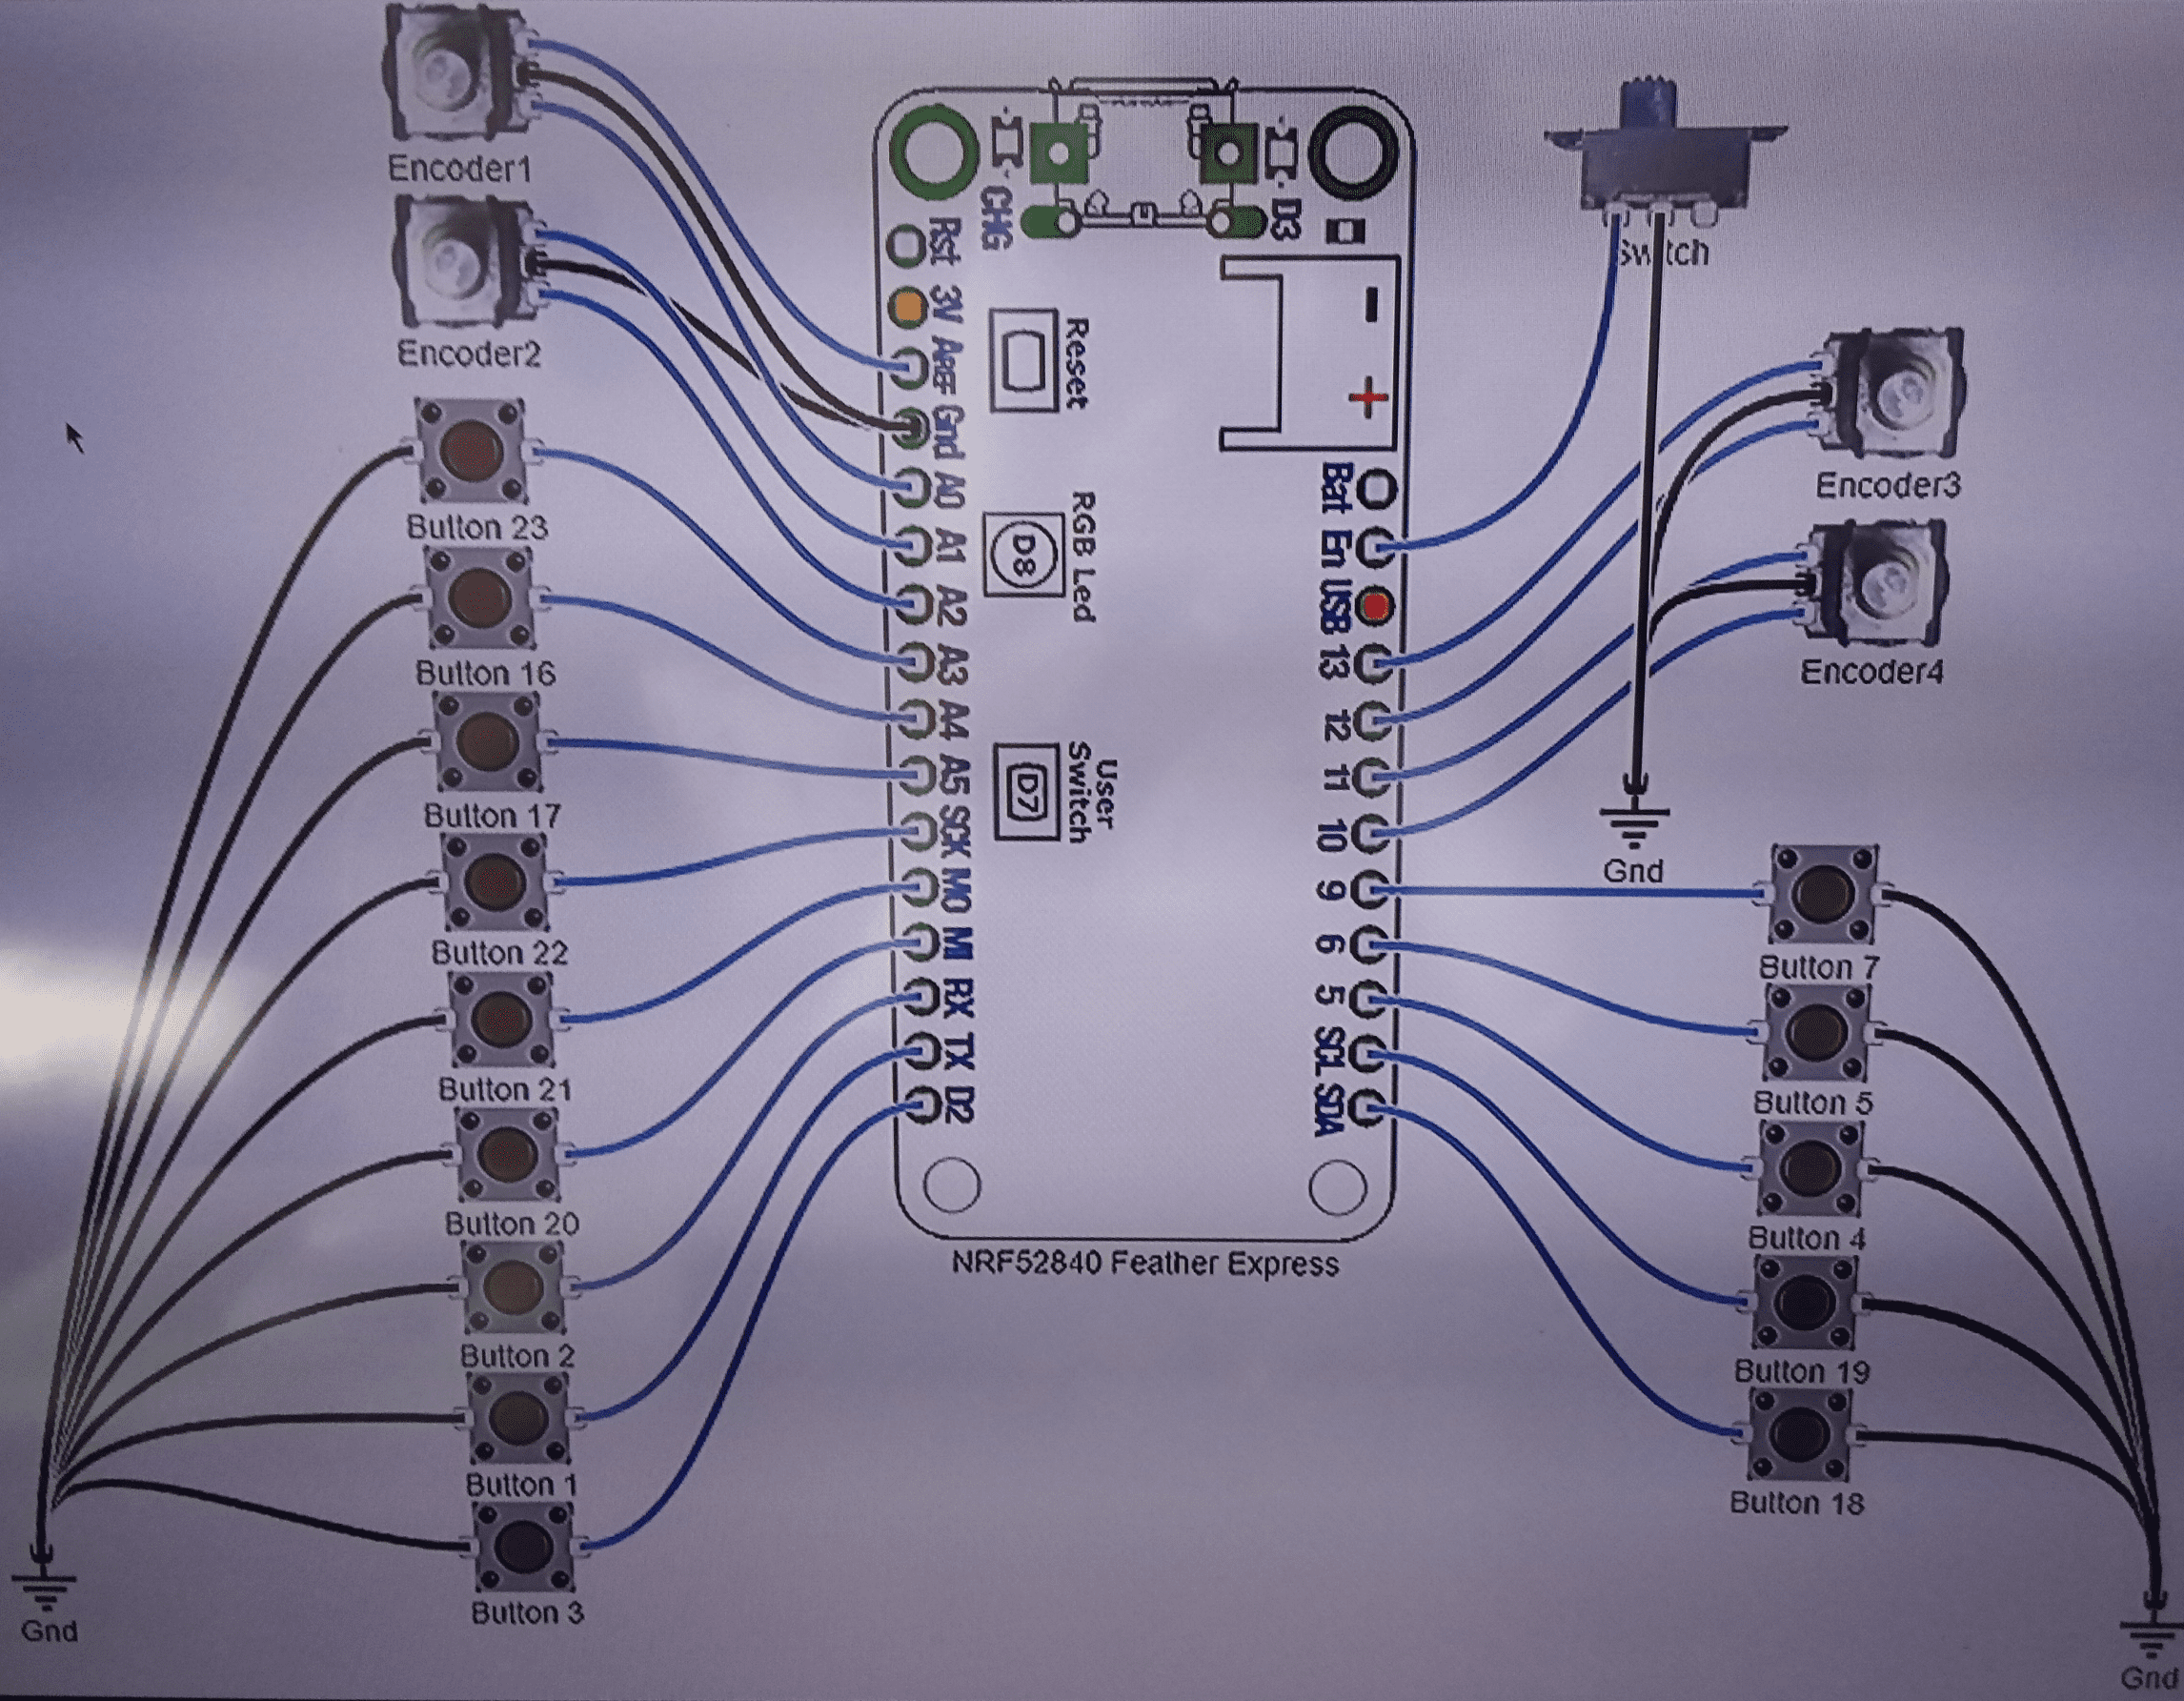 Encoder1
Encoder2
Button 23
Button 16
Button 17
Button 22
Button 21
Button 20
Button 2
Button 1
Button 3
Gnd
CHG
D3
Rst
3V
AREF
Gnd
A0
A1
A2
A3
A4
A5
SCK
MO
MI
RX
TX
D2
Reset
RGB Led
D8
User
Switch
D7
-
+
Bat
En
USB
13
12
11
10
9
6
5
SCL
SDA
NRF52840 Feather Express
Switch
Encoder3
Encoder4
Gnd
Button 7
Button 5
Button 4
Button 19
Button 18
Gnd